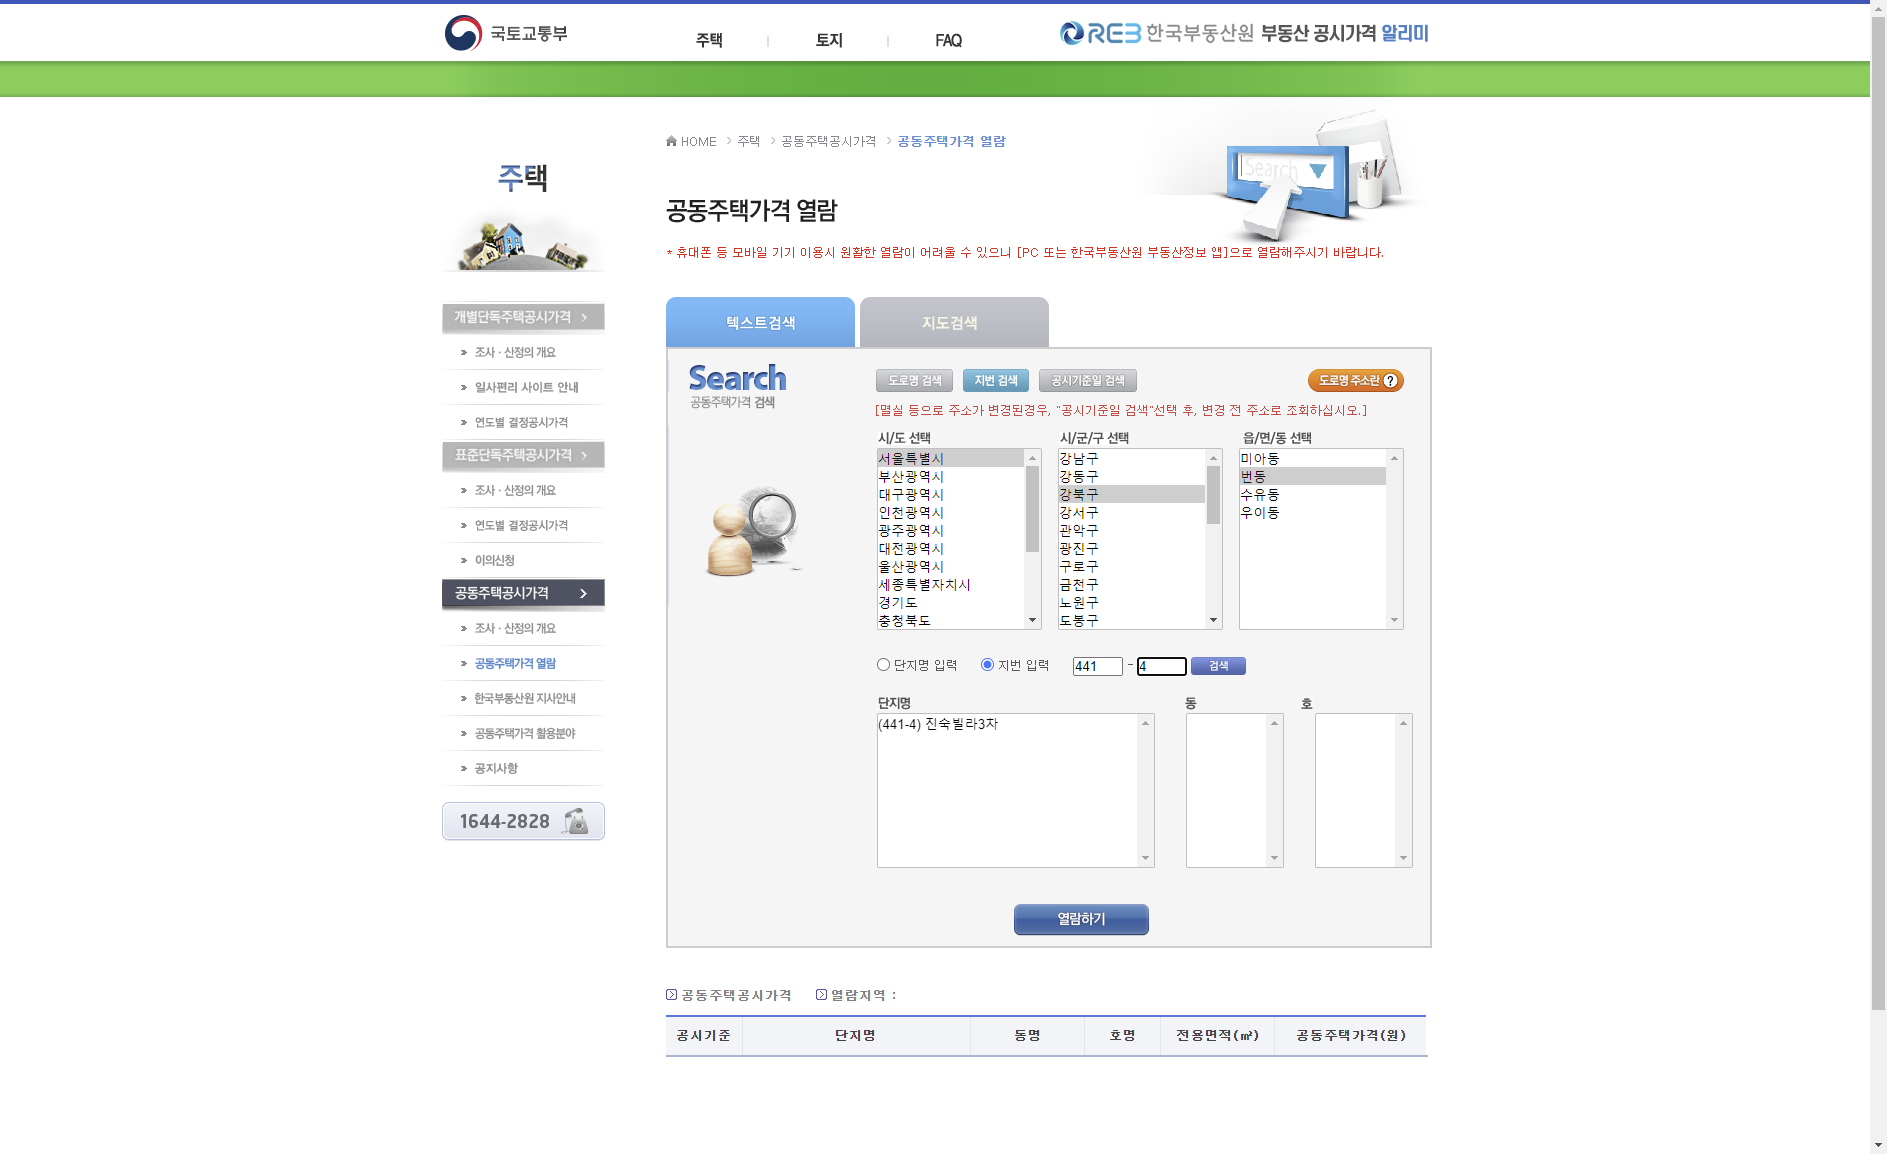 국토교통부
주택
토지
FAQ
REB 한국부동산원 부동산 공시가격 알리미
HOME > 주택 > 공동주택공시가격 > 공동주택가격 열람
주택
Search
공동주택가격 열람
* 휴대폰 등 모바일 기기 이용시 원활한 열람이 어려울 수 있으니 [PC 또는 한국부동산원 부동산정보 앱]으로 열람해주시기 바랍니다.
개별단독주택공시가격
조사 · 산정의 개요
일사편리 사이트 안내
연도별 결정공시가격
표준단독주택공시가격
조사 · 산정의 개요
연도별 결정공시가격
이의신청
공동주택공시가격
조사 · 산정의 개요
공동주택가격 열람
한국부동산원 지사안내
공동주택가격 활용분야
공지사항
1644-2828
텍스트검색
지도검색
Search
공동주택가격 검색
도로명 검색
지번 검색
공시기준일 검색
도로명 주소란 ?
[멸실 등으로 주소가 변경된경우, "공시기준일 검색"선택 후, 변경 전 주소로 조회하십시오.]
시/도 선택
서울특별시
부산광역시
대구광역시
인천광역시
광주광역시
대전광역시
울산광역시
세종특별자치시
경기도
충청북도
시/군/구 선택
강남구
강동구
강북구
강서구
관악구
광진구
구로구
금천구
노원구
도봉구
읍/면/동 선택
미아동
번동
수유동
우이동
단지명 입력
지번 입력
441 - 4
검색
단지명
(441-4) 진숙빌라3차
동
호
열람하기
공동주택공시가격
열람지역 :
공시기준
단지명
동명
호명
전용면적(㎡)
공동주택가격(원)